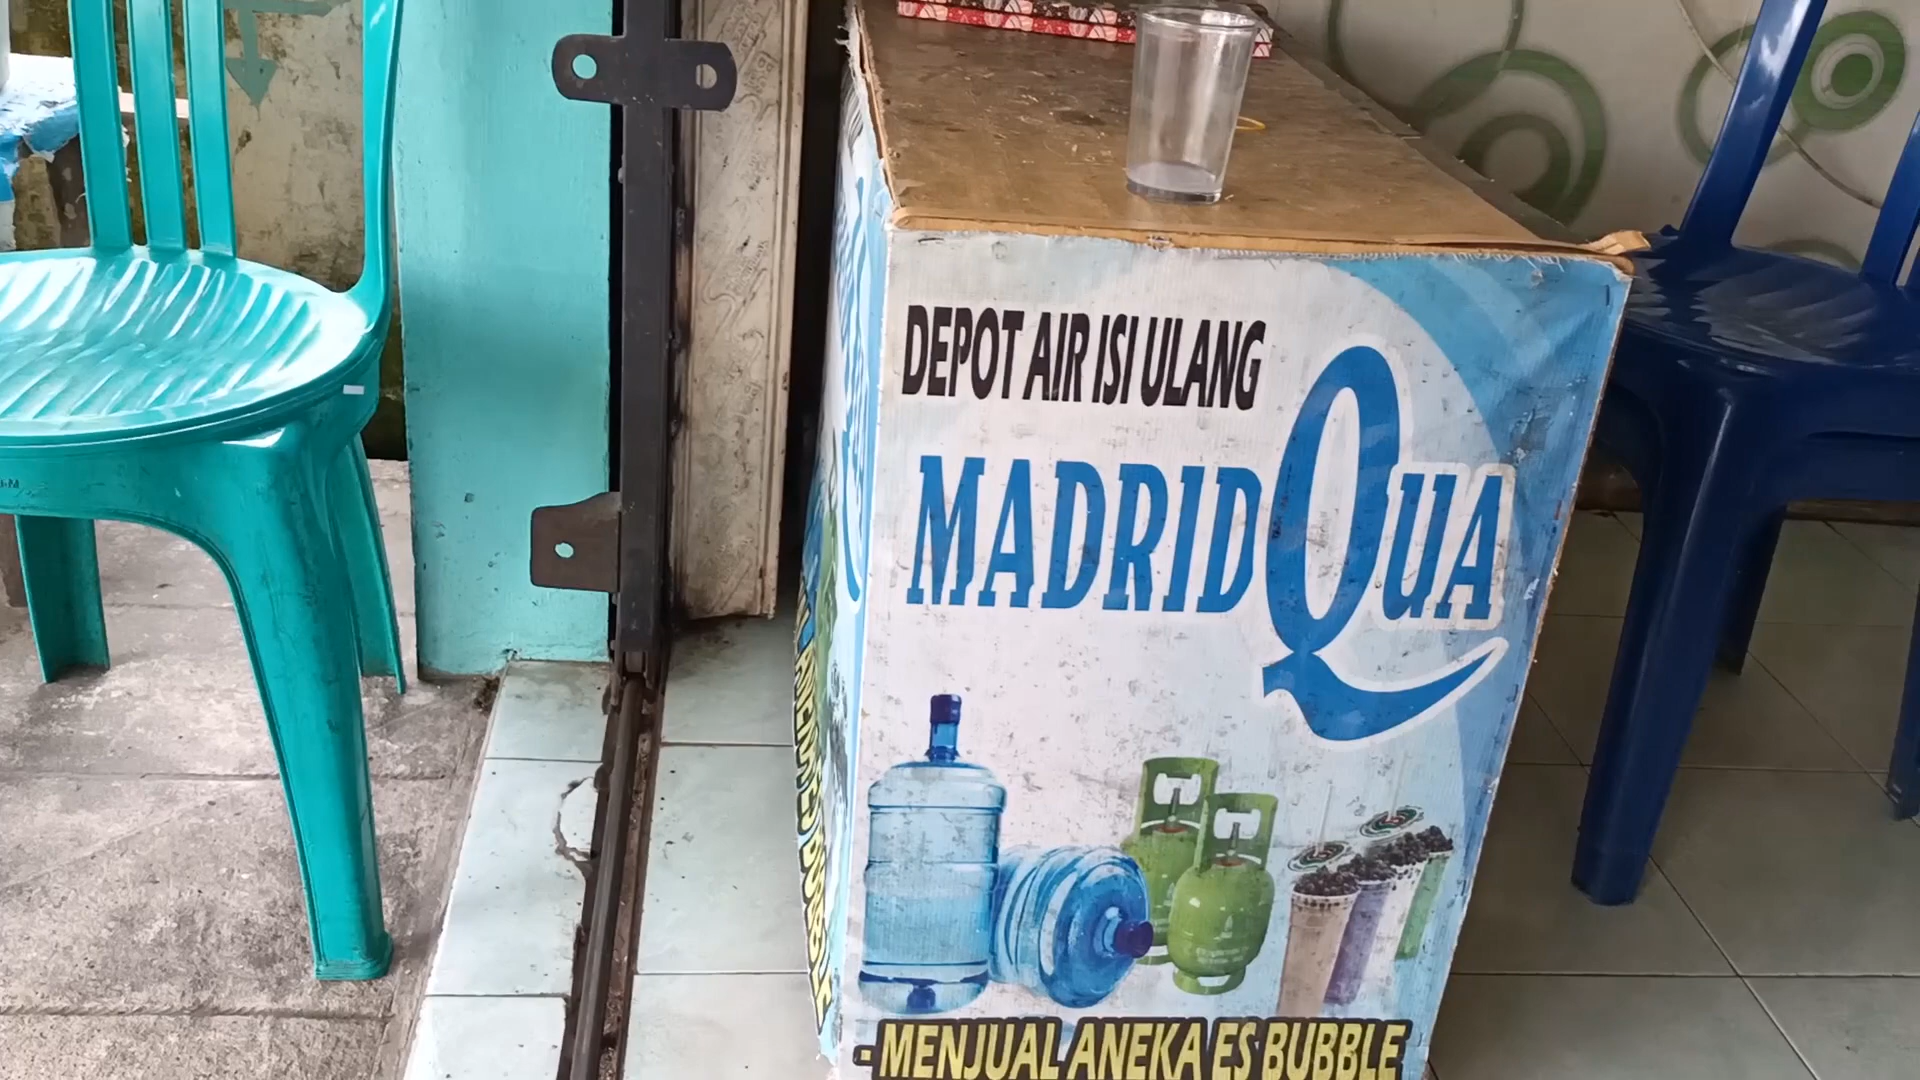 DEPOT AIR ISI ULANG
MADRIDQUA
- MENJUAL ANEKA ES BUBBLE